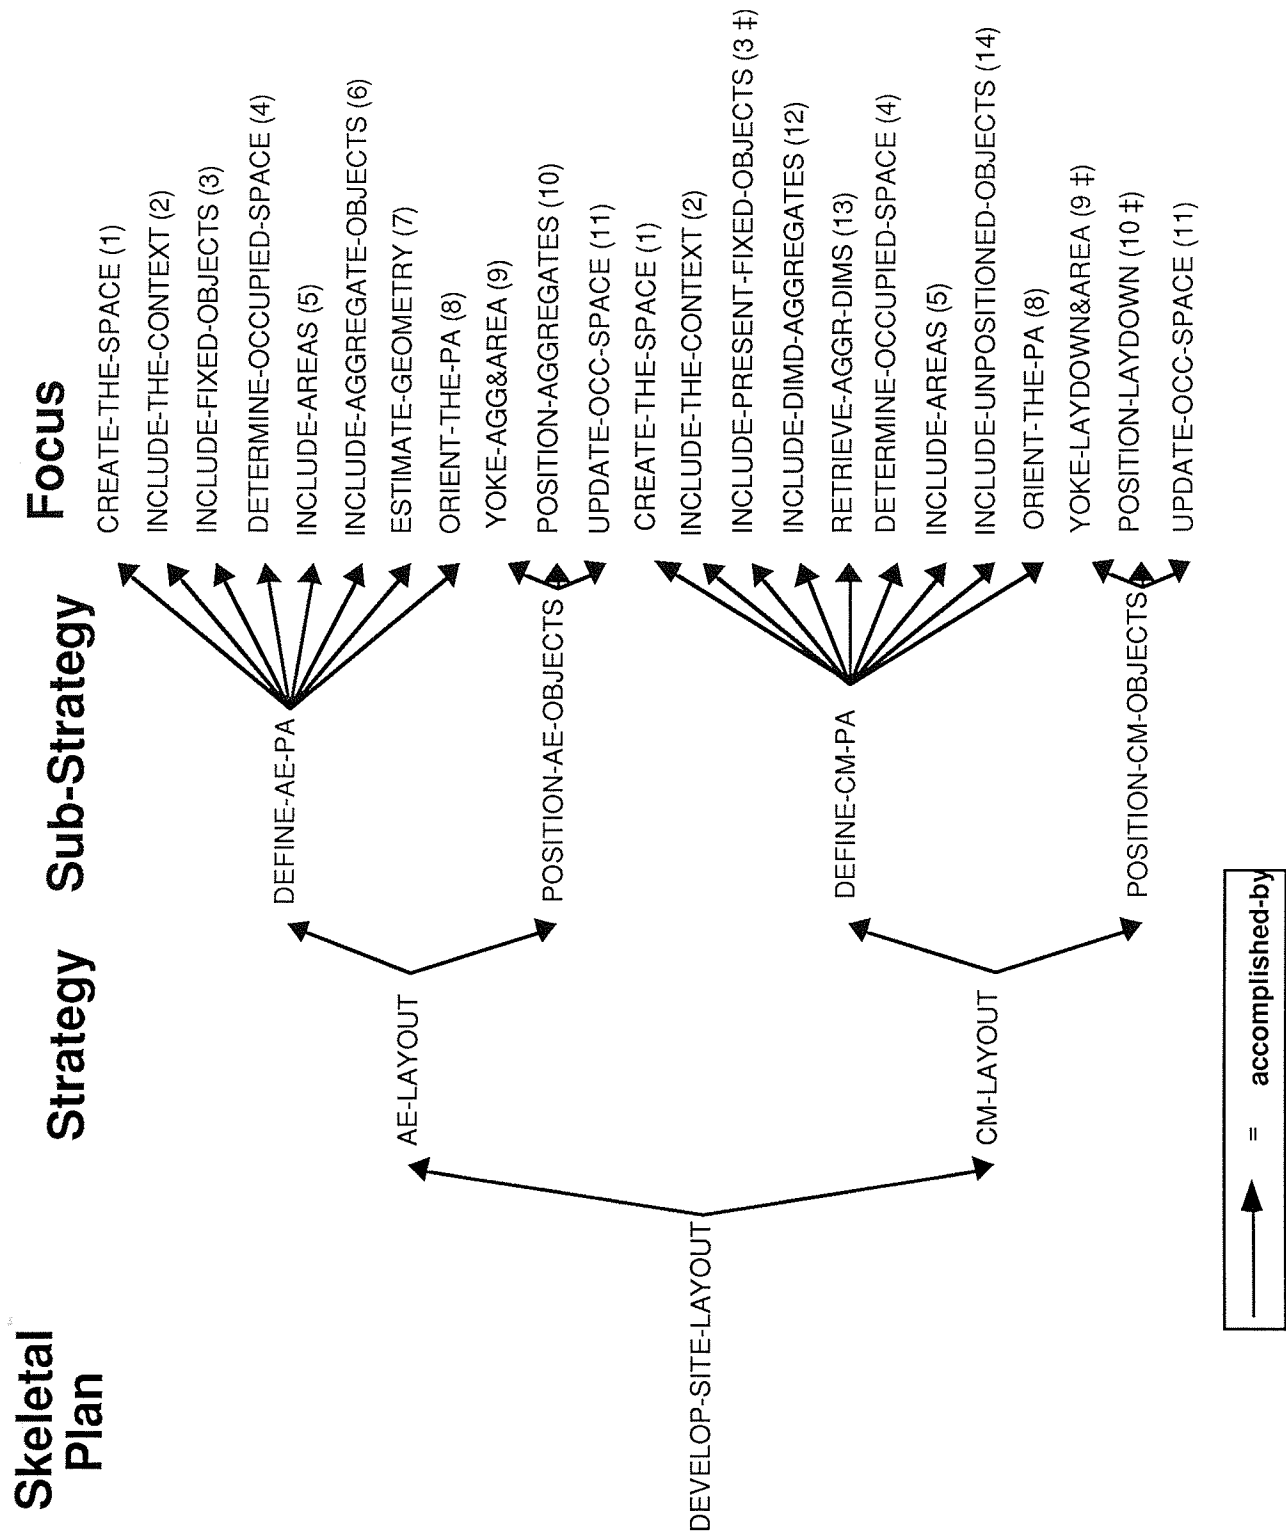 Skeletal
Plan
Strategy
Sub-Strategy
Focus
DEVELOP-SITE-LAYOUT
AE-LAYOUT
DEFINE-AE-PA
CREATE-THE-SPACE (1)
INCLUDE-THE-CONTEXT (2)
INCLUDE-FIXED-OBJECTS (3)
DETERMINE-OCCUPIED-SPACE (4)
INCLUDE-AREAS (5)
INCLUDE-AGGREGATE-OBJECTS (6)
ESTIMATE-GEOMETRY (7)
ORIENT-THE-PA (8)
POSITION-AE-OBJECTS
YOKE-AGG&AREA (9)
POSITION-AGGREGATES (10)
UPDATE-OCC-SPACE (11)
CM-LAYOUT
DEFINE-CM-PA
CREATE-THE-SPACE (1)
INCLUDE-THE-CONTEXT (2)
INCLUDE-PRESENT-FIXED-OBJECTS (3 ‡)
INCLUDE-DIMD-AGGREGATES (12)
RETRIEVE-AGGR-DIMS (13)
DETERMINE-OCCUPIED-SPACE (4)
INCLUDE-AREAS (5)
INCLUDE-UNPOSITIONED-OBJECTS (14)
ORIENT-THE-PA (8)
POSITION-CM-OBJECTS
YOKE-LAYDOWN&AREA (9 ‡)
POSITION-LAYDOWN (10 ‡)
UPDATE-OCC-SPACE (11)
= accomplished-by